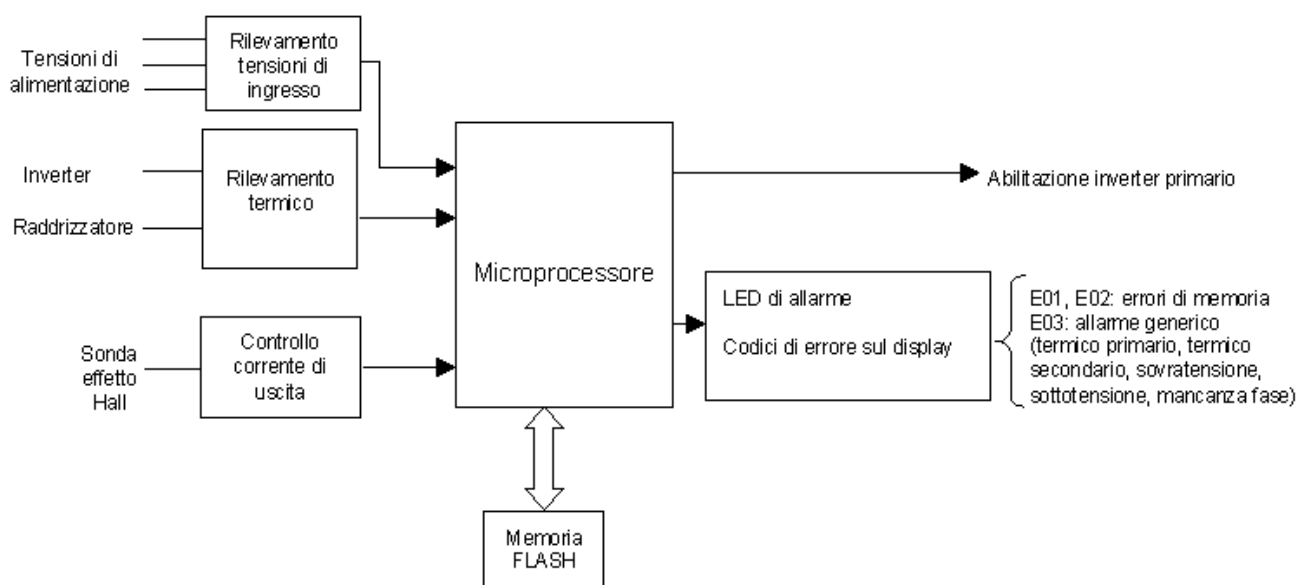 Tensioni di
alimentazione
Rilevamento
tensioni di
ingresso
Inverter
Raddrizzatore
Rilevamento
termico
Sonda
effetto
Hall
Controllo
corrente di
uscita
Microprocessore
Memoria
FLASH
Abilitazione inverter primario
LED di allarme
Codici di errore sul display
E01, E02: errori di memoria
E03: allarme generico
(termico primario, termico
secondario, sovratensione,
sottotensione, mancanza fase)